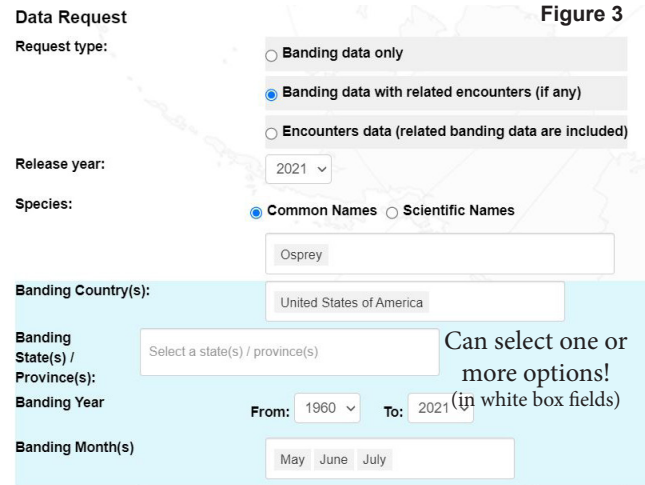 Data Request
Figure 3
Request type:
Banding data only
Banding data with related encounters (if any)
Encounters data (related banding data are included)
Release year:
2021
Species:
Common Names Scientific Names
Osprey
Banding Country(s):
United States of America
Banding
State(s) /
Province(s):
Select a state(s) / province(s)
Can select one or
more options!
(in white box fields)
Banding Year
From: 1960 To: 2021
Banding Month(s)
May June July